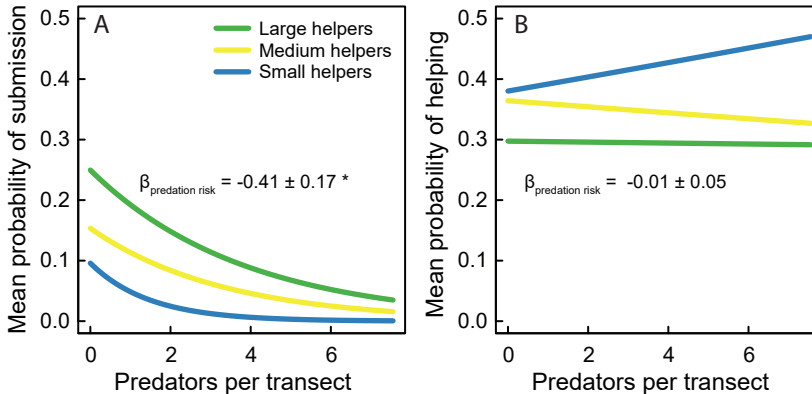 A
Large helpers
Medium helpers
Small helpers
Mean probability of submission
0.5
0.4
0.3
0.2
0.1
0.0
βpredation risk = -0.41 ± 0.17 *
0 2 4 6
Predators per transect
B
Mean probability of helping
0.5
0.4
0.3
0.2
0.1
0.0
βpredation risk = -0.01 ± 0.05
0 2 4 6
Predators per transect